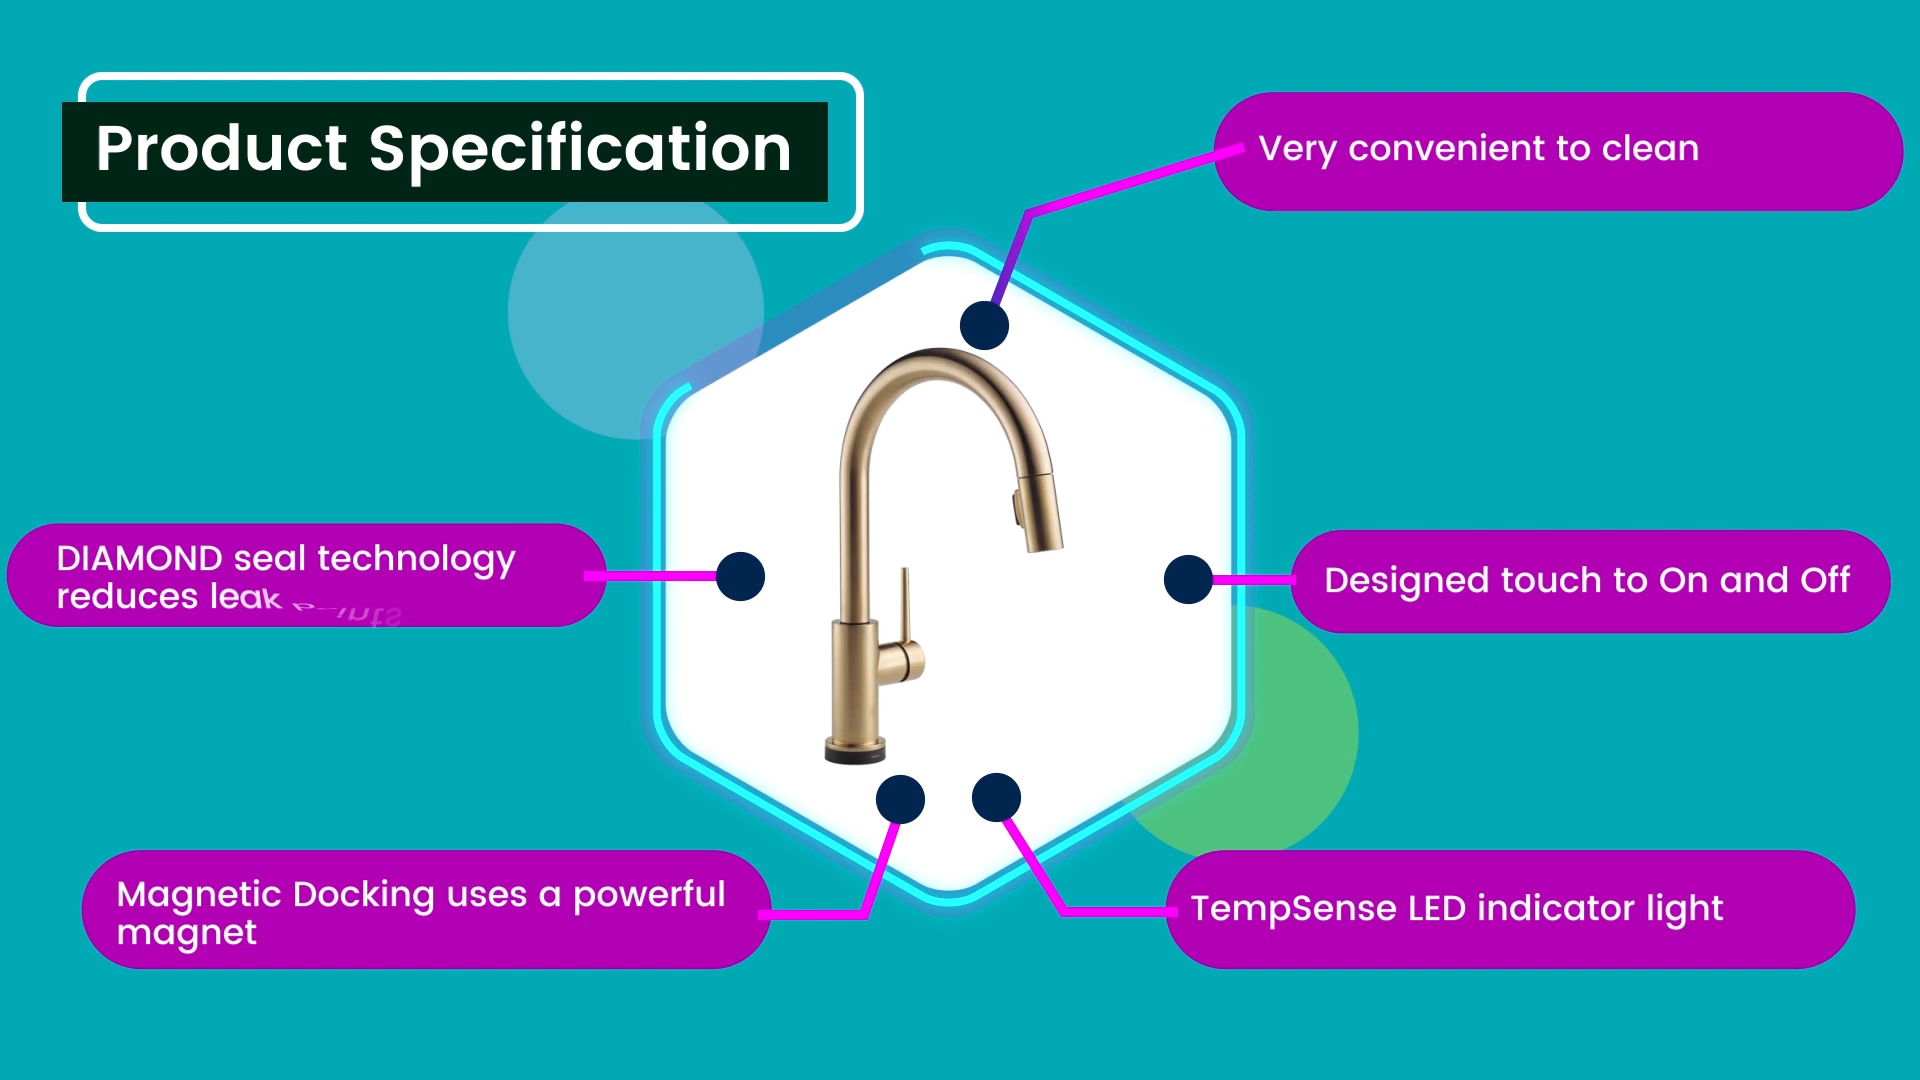 Product Specification
Very convenient to clean
DIAMOND seal technology
reduces leak
Designed touch to On and Off
Magnetic Docking uses a powerful
magnet
TempSense LED indicator light